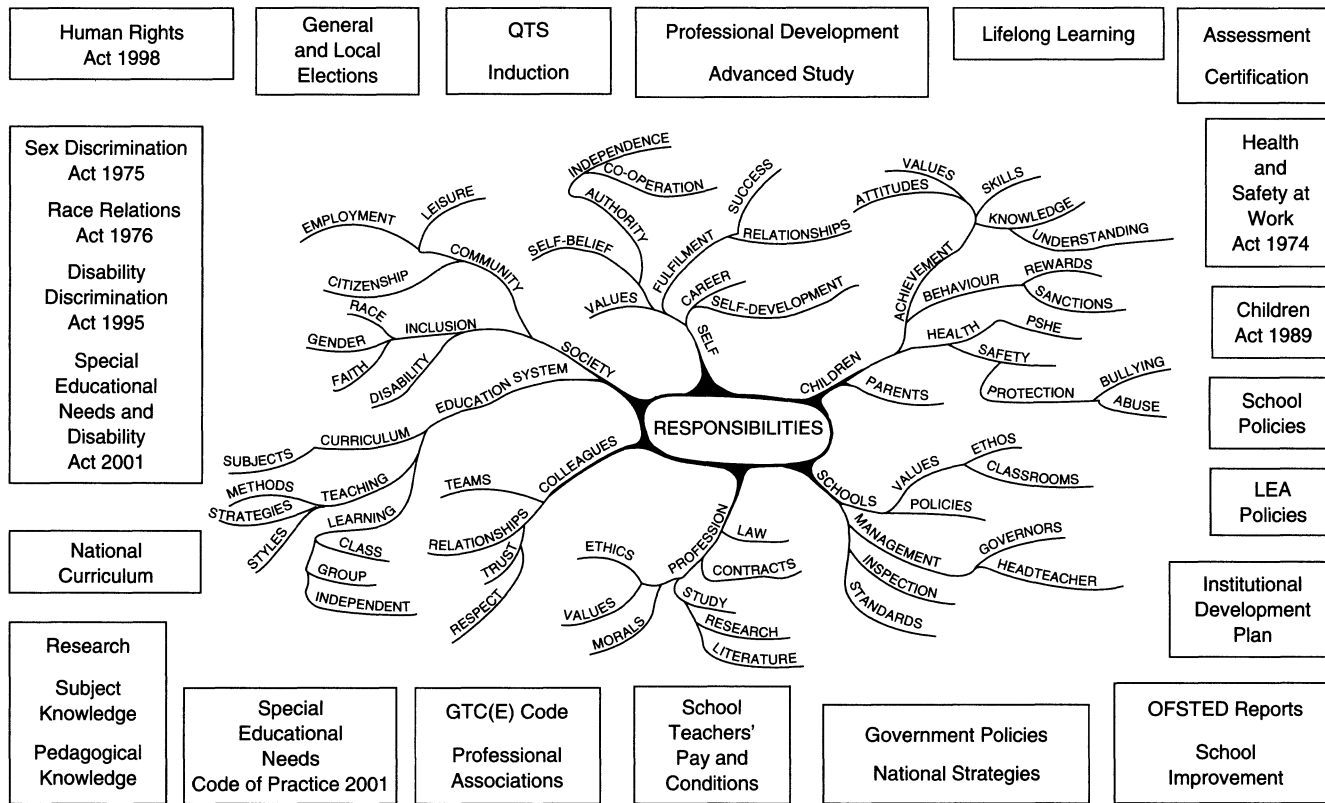 Human Rights
Act 1998
General
and Local
Elections
QTS
Induction
Professional Development
Advanced Study
Lifelong Learning
Assessment
Certification
Sex Discrimination
Act 1975
Race Relations
Act 1976
Disability
Discrimination
Act 1995
Special
Educational
Needs and
Disability
Act 2001
National
Curriculum
Research
Subject
Knowledge
Pedagogical
Knowledge
RESPONSIBILITIES
SOCIETY
COMMUNITY
EMPLOYMENT
LEISURE
CITIZENSHIP
INCLUSION
RACE
GENDER
FAITH
DISABILITY
EDUCATION SYSTEM
CURRICULUM
SUBJECTS
TEACHING
METHODS
STRATEGIES
STYLES
LEARNING
CLASS
GROUP
INDEPENDENT
SELF
VALUES
SELF-BELIEF
AUTHORITY
INDEPENDENCE
CO-OPERATION
FULFILMENT
SUCCESS
RELATIONSHIPS
CAREER
SELF-DEVELOPMENT
CHILDREN
ACHIEVEMENT
VALUES
ATTITUDES
SKILLS
KNOWLEDGE
UNDERSTANDING
BEHAVIOUR
REWARDS
SANCTIONS
HEALTH
PSHE
SAFETY
PROTECTION
BULLYING
ABUSE
PARENTS
COLLEAGUES
TEAMS
RELATIONSHIPS
TRUST
RESPECT
PROFESSION
LAW
CONTRACTS
ETHICS
VALUES
MORALS
STUDY
RESEARCH
LITERATURE
SCHOOLS
VALUES
ETHOS
CLASSROOMS
POLICIES
MANAGEMENT
GOVERNORS
HEADTEACHER
INSPECTION
STANDARDS
Health
and
Safety at
Work
Act 1974
Children
Act 1989
School
Policies
LEA
Policies
Institutional
Development
Plan
Special
Educational
Needs
Code of Practice 2001
GTC(E) Code
Professional
Associations
School
Teachers'
Pay and
Conditions
Government Policies
National Strategies
OFSTED Reports
School
Improvement